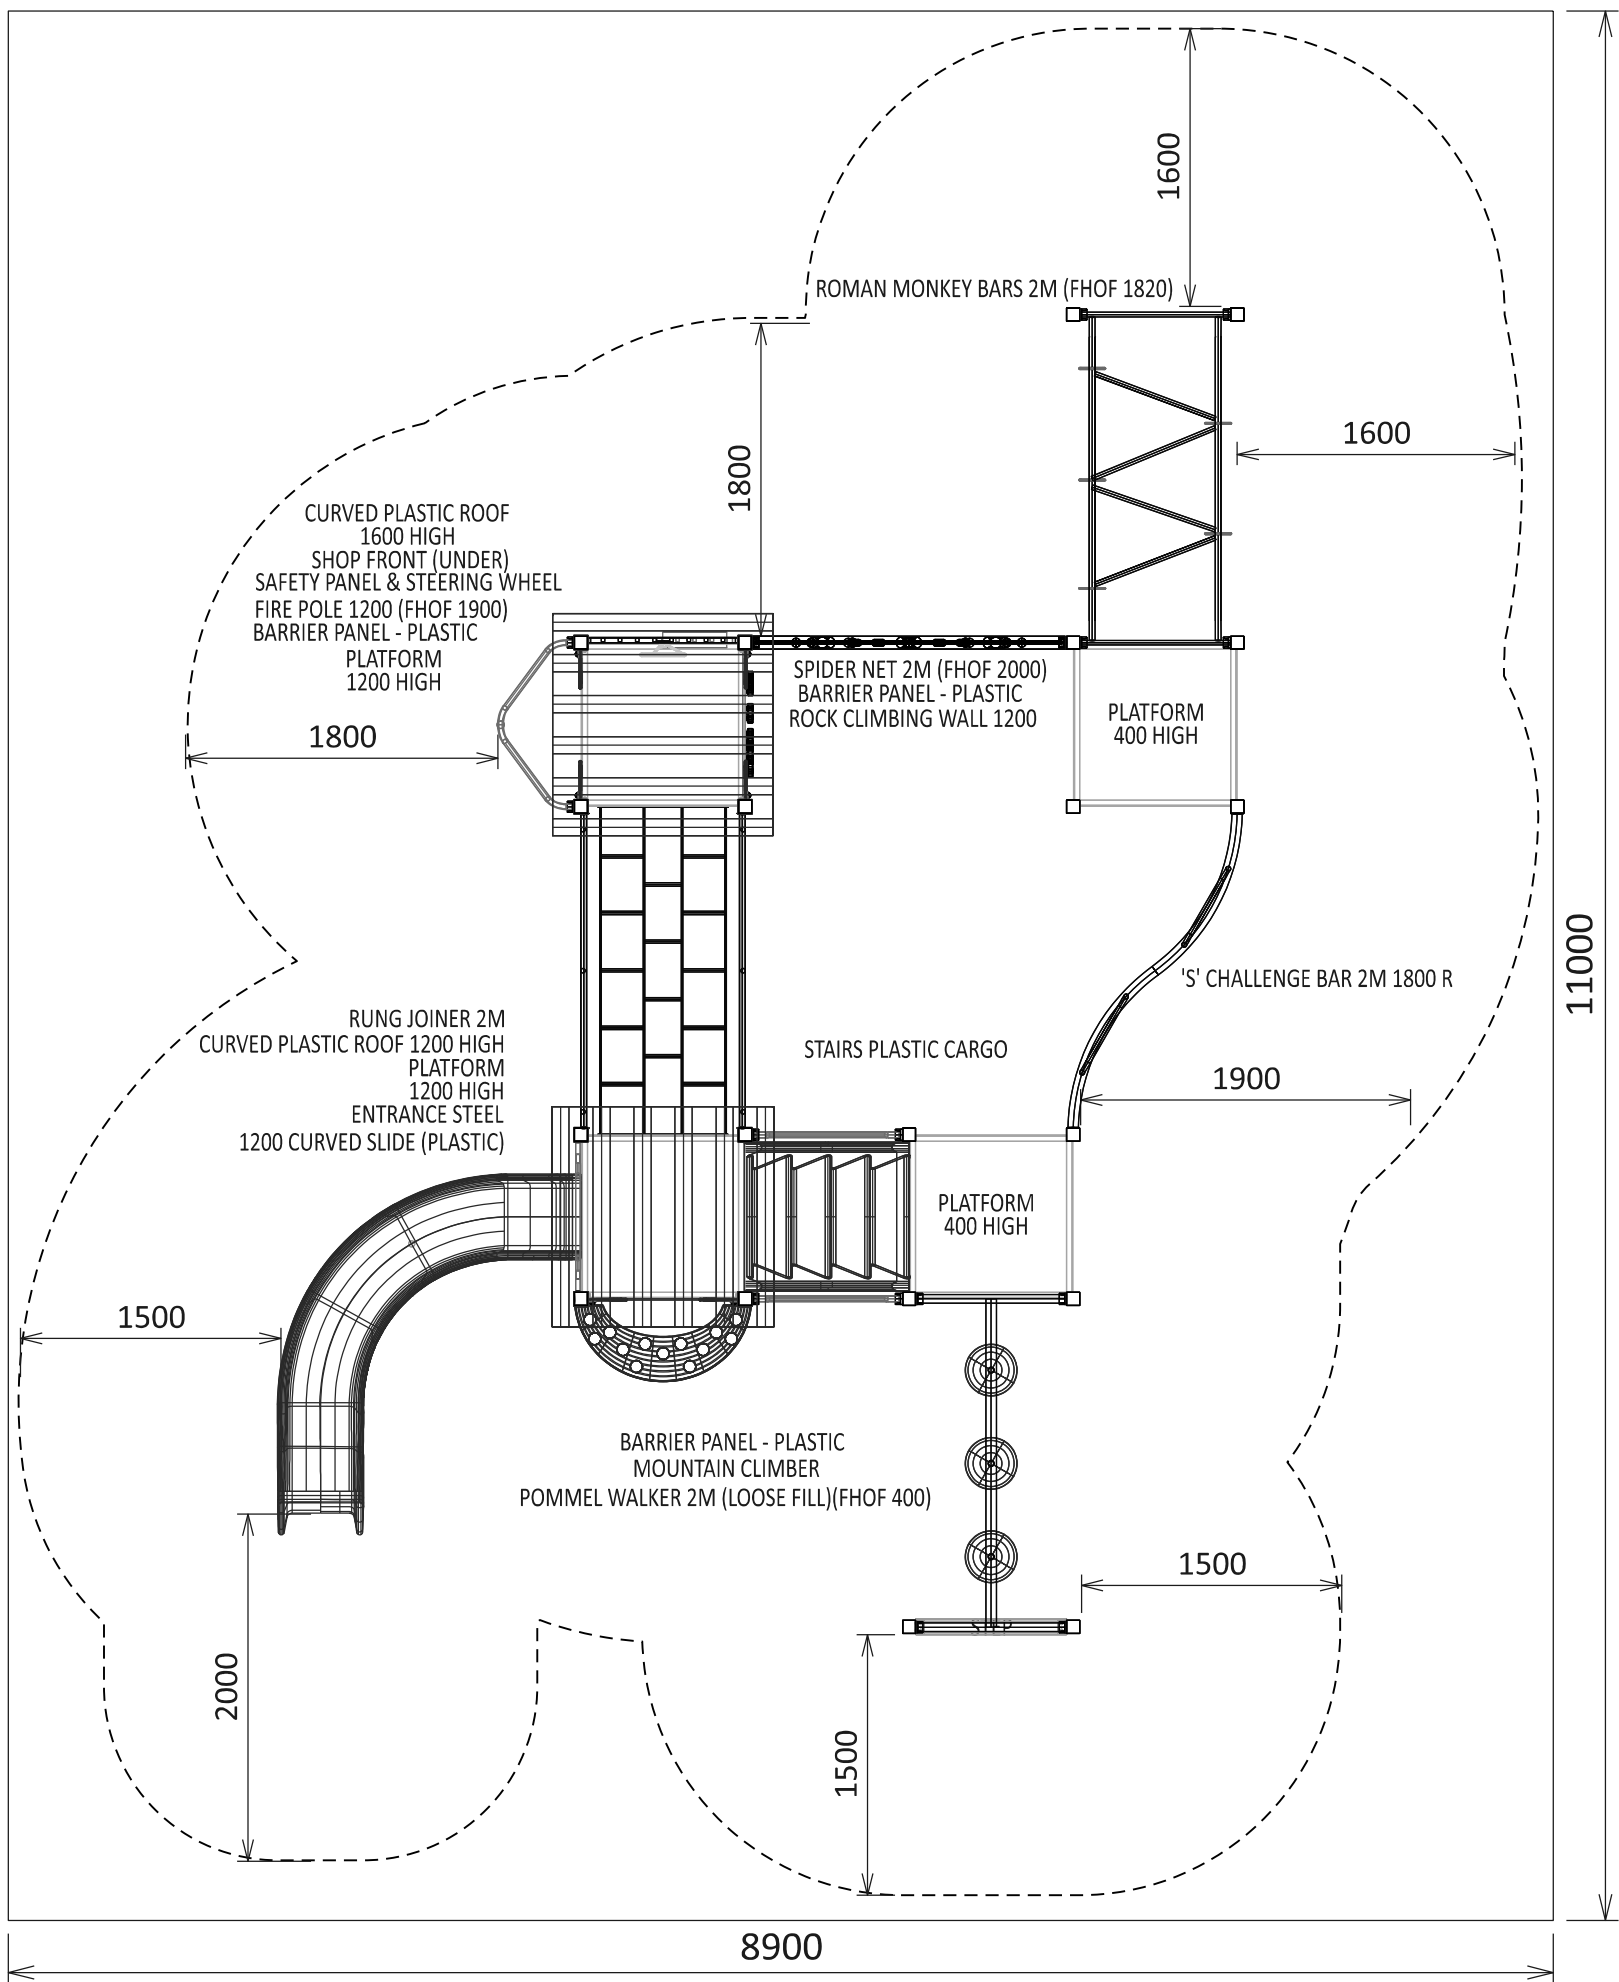 1600
ROMAN MONKEY BARS 2M (FHOF 1820)
1600
1800
CURVED PLASTIC ROOF
1600 HIGH
SHOP FRONT (UNDER)
SAFETY PANEL & STEERING WHEEL
FIRE POLE 1200 (FHOF 1900)
BARRIER PANEL - PLASTIC
PLATFORM
1200 HIGH
1800
SPIDER NET 2M (FHOF 2000)
BARRIER PANEL - PLASTIC
ROCK CLIMBING WALL 1200
PLATFORM
400 HIGH
11000
'S' CHALLENGE BAR 2M 1800 R
RUNG JOINER 2M
CURVED PLASTIC ROOF 1200 HIGH
PLATFORM
1200 HIGH
ENTRANCE STEEL
1200 CURVED SLIDE (PLASTIC)
STAIRS PLASTIC CARGO
1900
PLATFORM
400 HIGH
1500
BARRIER PANEL - PLASTIC
MOUNTAIN CLIMBER
POMMEL WALKER 2M (LOOSE FILL)(FHOF 400)
1500
2000
1500
8900